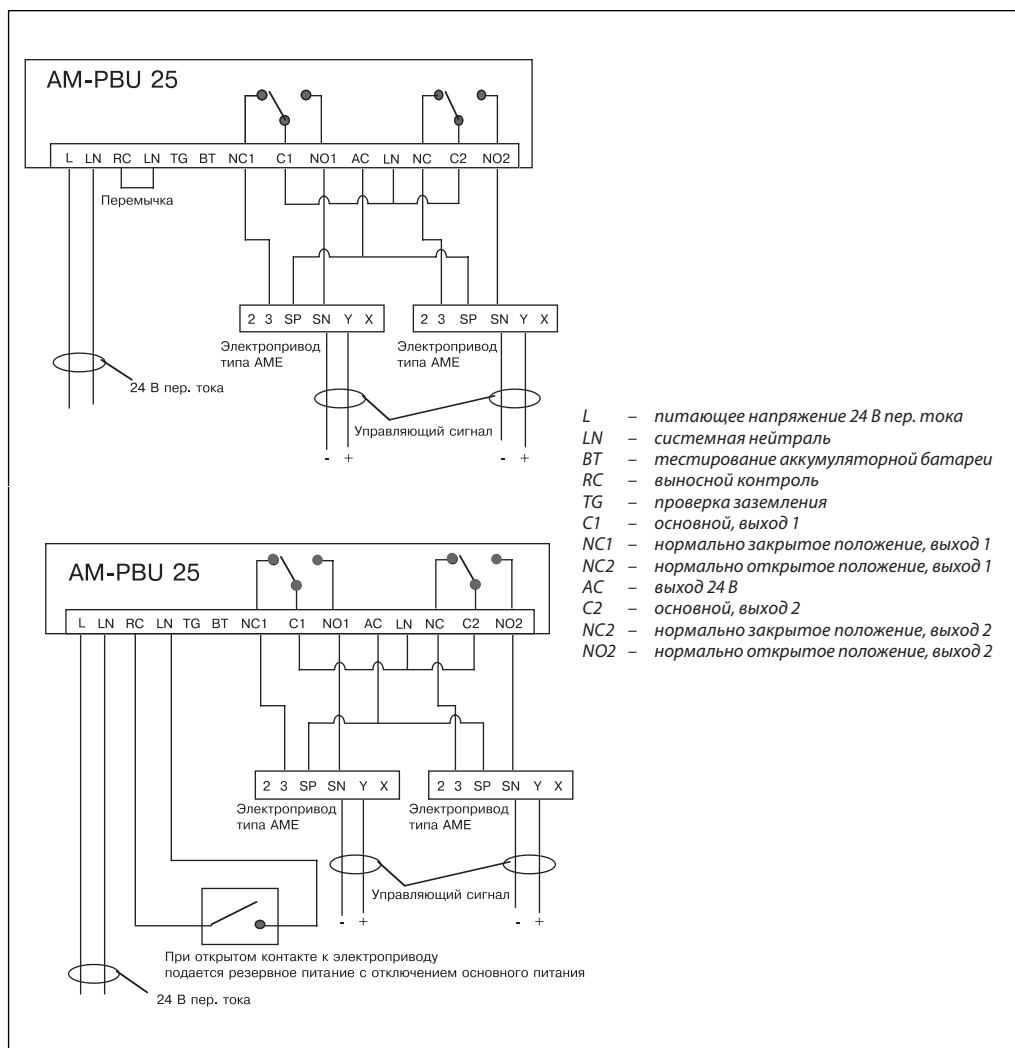 AM-PBU 25
L LN RC LN TG BT NC1 C1 NO1 AC LN NC C2 NO2
Перемычка
2 3 SP SN Y X
2 3 SP SN Y X
Электропривод
типа АМЕ
Электропривод
типа АМЕ
24 В пер. тока
Управляющий сигнал
- +
- +
L – питающее напряжение 24 В пер. тока
LN – системная нейтраль
BT – тестирование аккумуляторной батареи
RC – выносной контроль
TG – проверка заземления
C1 – основной, выход 1
NC1 – нормально закрытое положение, выход 1
NC2 – нормально открытое положение, выход 1
AC – выход 24 В
C2 – основной, выход 2
NC2 – нормально закрытое положение, выход 2
NO2 – нормально открытое положение, выход 2
AM-PBU 25
L LN RC LN TG BT NC1 C1 NO1 AC LN NC C2 NO2
2 3 SP SN Y X
2 3 SP SN Y X
Электропривод
типа АМЕ
Электропривод
типа АМЕ
Управляющий сигнал
- +
- +
При открытом контакте к электроприводу
подается резервное питание с отключением основного питания
24 В пер. тока